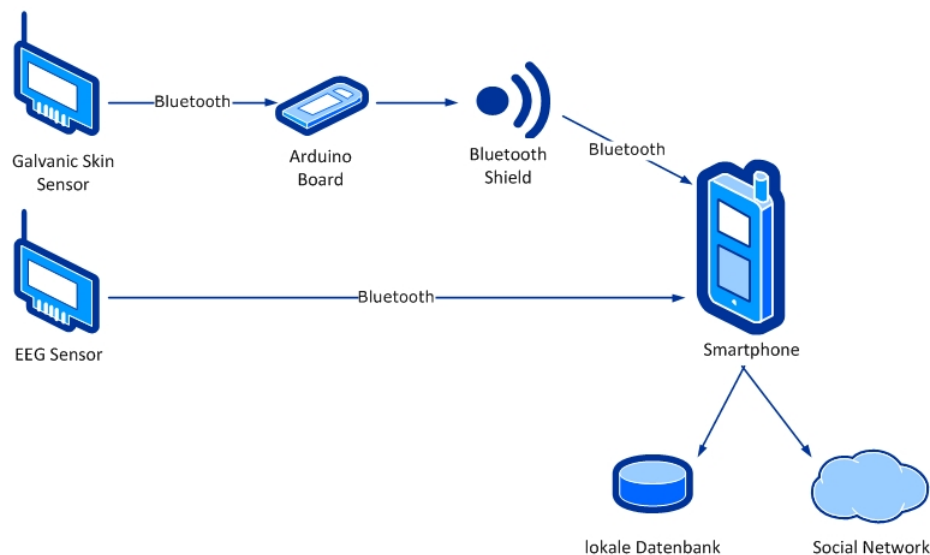 Bluetooth
Galvanic Skin
Sensor
Arduino
Board
Bluetooth
Shield
Bluetooth
Bluetooth
EEG Sensor
Smartphone
lokale Datenbank
Social Network